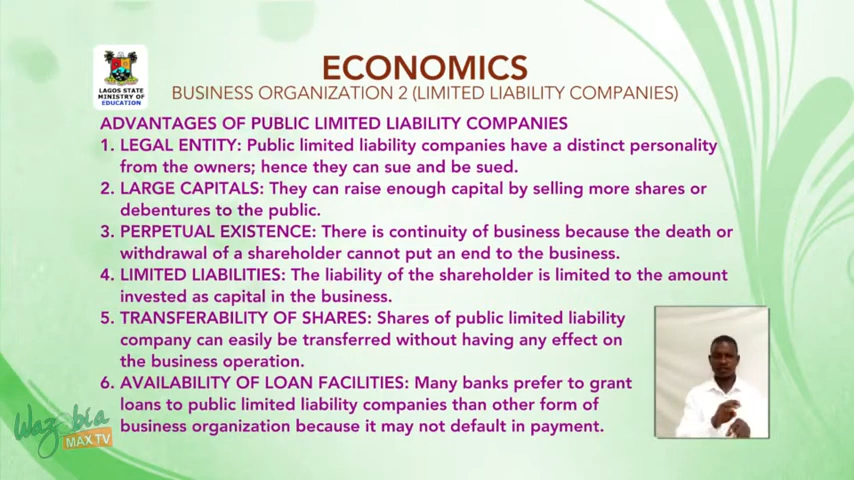 LAGOS STATE
MINISTRY OF
EDUCATION
ECONOMICS
BUSINESS ORGANIZATION 2 (LIMITED LIABILITY COMPANIES)
ADVANTAGES OF PUBLIC LIMITED LIABILITY COMPANIES
1. LEGAL ENTITY: Public limited liability companies have a distinct personality
from the owners; hence they can sue and be sued.
2. LARGE CAPITALS: They can raise enough capital by selling more shares or
debentures to the public.
3. PERPETUAL EXISTENCE: There is continuity of business because the death or
withdrawal of a shareholder cannot put an end to the business.
4. LIMITED LIABILITIES: The liability of the shareholder is limited to the amount
invested as capital in the business.
5. TRANSFERABILITY OF SHARES: Shares of public limited liability
company can easily be transferred without having any effect on
the business operation.
6. AVAILABILITY OF LOAN FACILITIES: Many banks prefer to grant
loans to public limited liability companies than other form of
business organization because it may not default in payment.
Wazobia
MAX TV